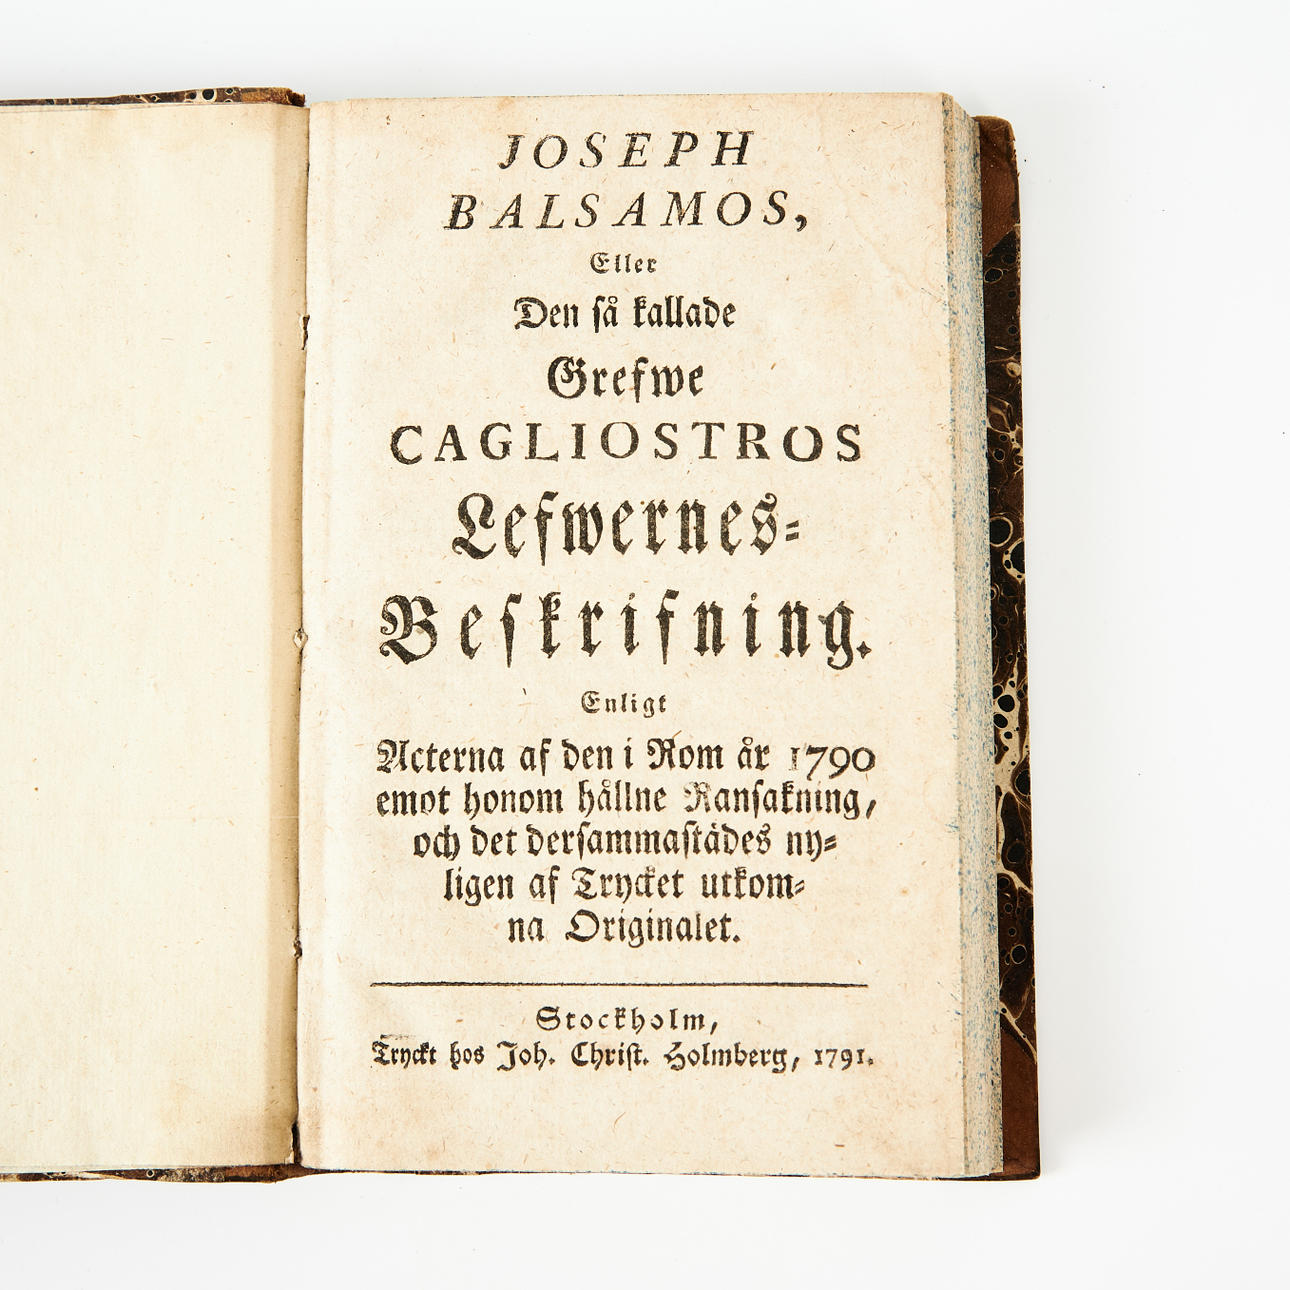 JOSEPH
BALSAMOS,
Eller
Den så kallade
Grefwe
CAGLIOSTROS
Lefwernes-
Beskrifning.
Enligt
Acterna af den i Rom år 1790
emot honom hållne Ransakning,
och det dersammastädes ny-
ligen af Trycket utkom-
na Originalet.
Stockholm,
Tryckt hos Joh. Christ. Holmberg, 1791.